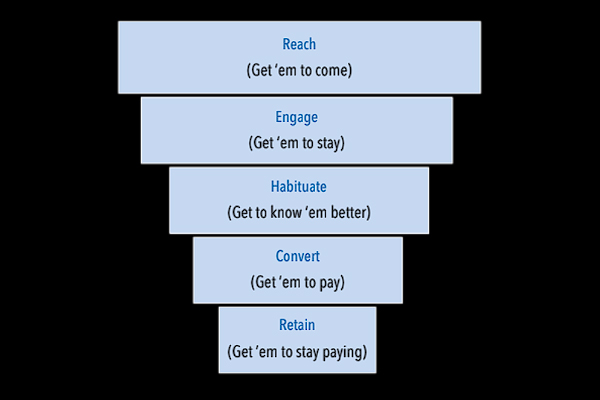 Reach
(Get ‘em to come)
Engage
(Get ‘em to stay)
Habituate
(Get to know ‘em better)
Convert
(Get ‘em to pay)
Retain
(Get ‘em to stay paying)